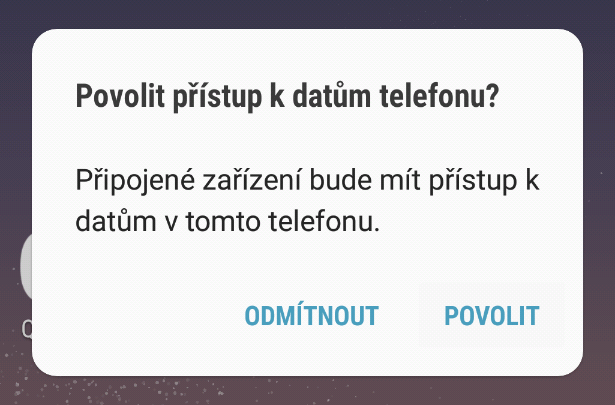 Povolit přístup k datům telefonu?
Připojené zařízení bude mít přístup k
datům v tomto telefonu.
ODMÍTNOUT
POVOLIT